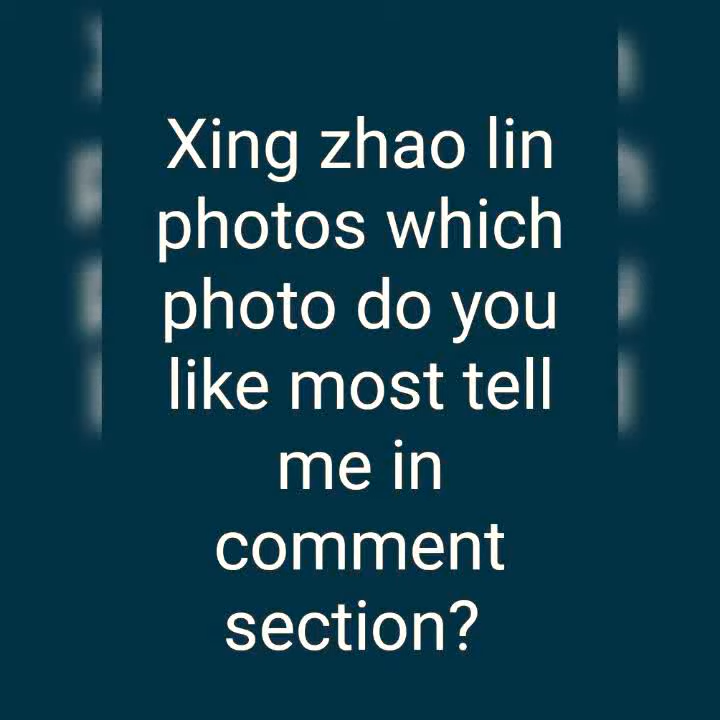 Xing zhao lin
photos which
photo do you
like most tell
me in
comment
section?